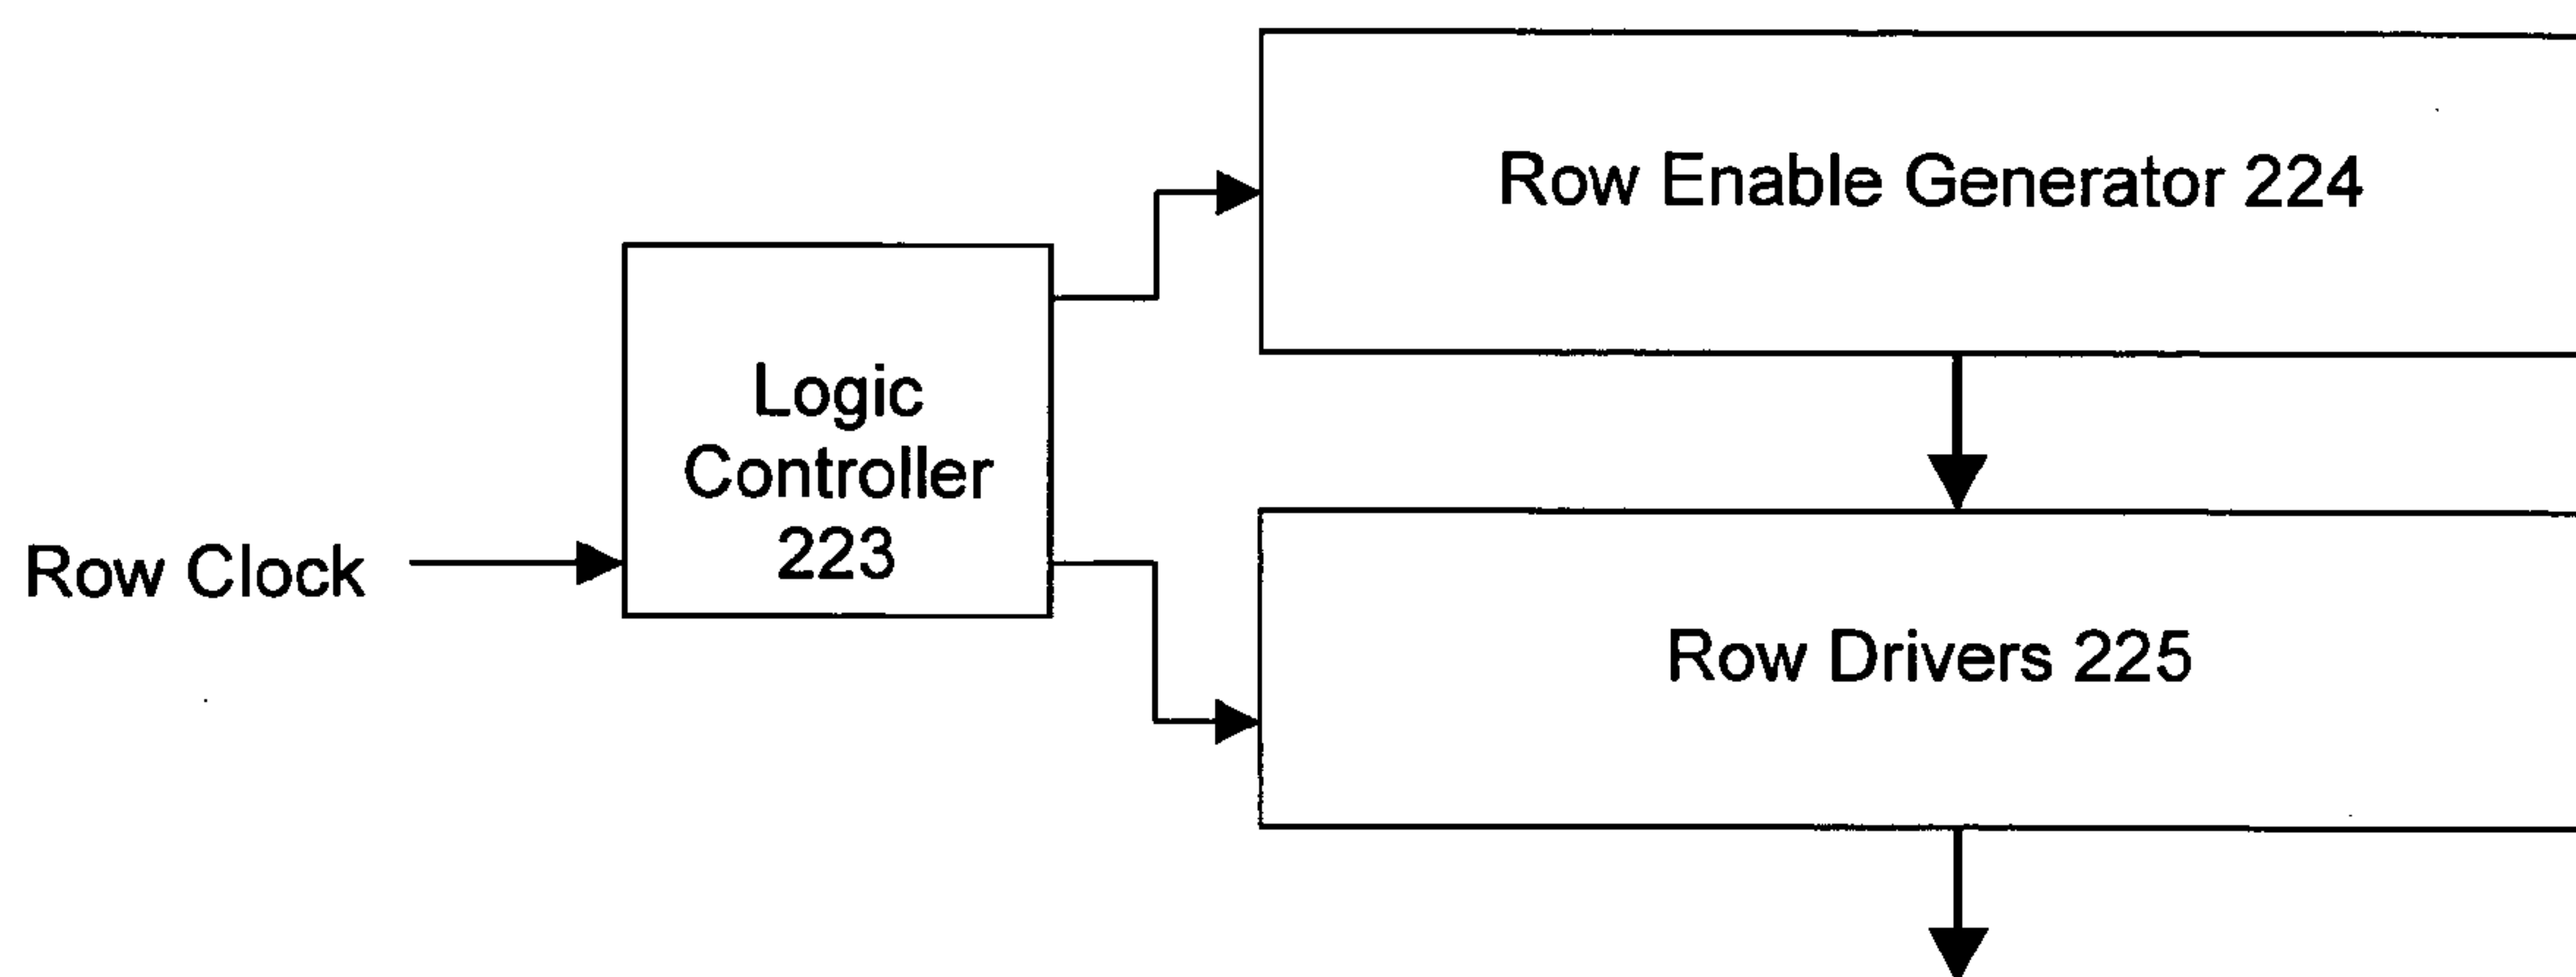 Row Enable Generator 224
Logic
Controller
223
Row Clock
Row Drivers 225